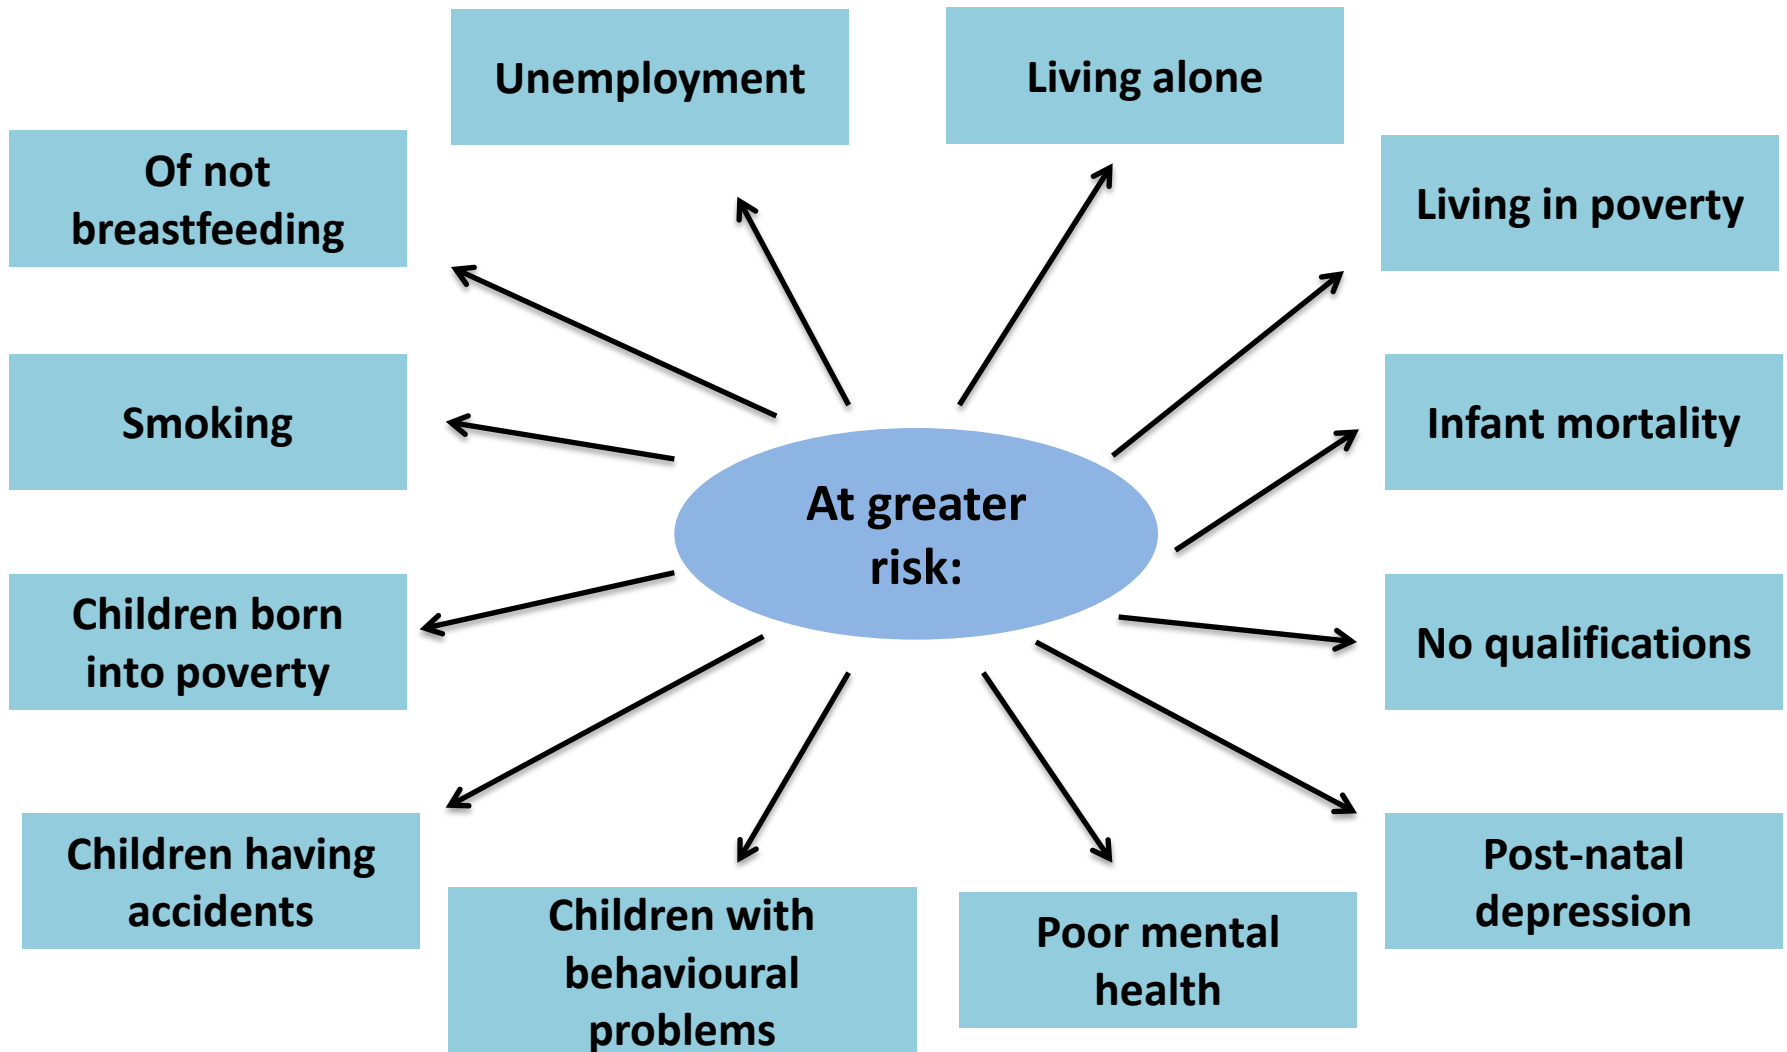 Unemployment
Living alone
Of not
breastfeeding
Living in poverty
Smoking
Infant mortality
At greater
risk:
Children born
into poverty
No qualifications
Children having
accidents
Post-natal
depression
Children with
behavioural
problems
Poor mental
health